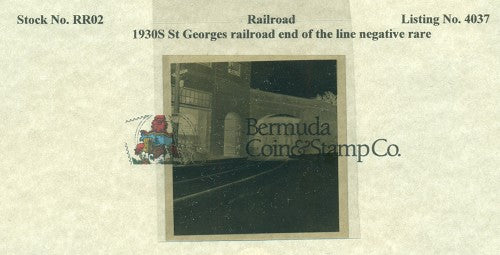 Stock No. RR02 Railroad Listing No. 4037
1930S St Georges railroad end of the line negative rare
Bermuda
Coin&Stamp Co.